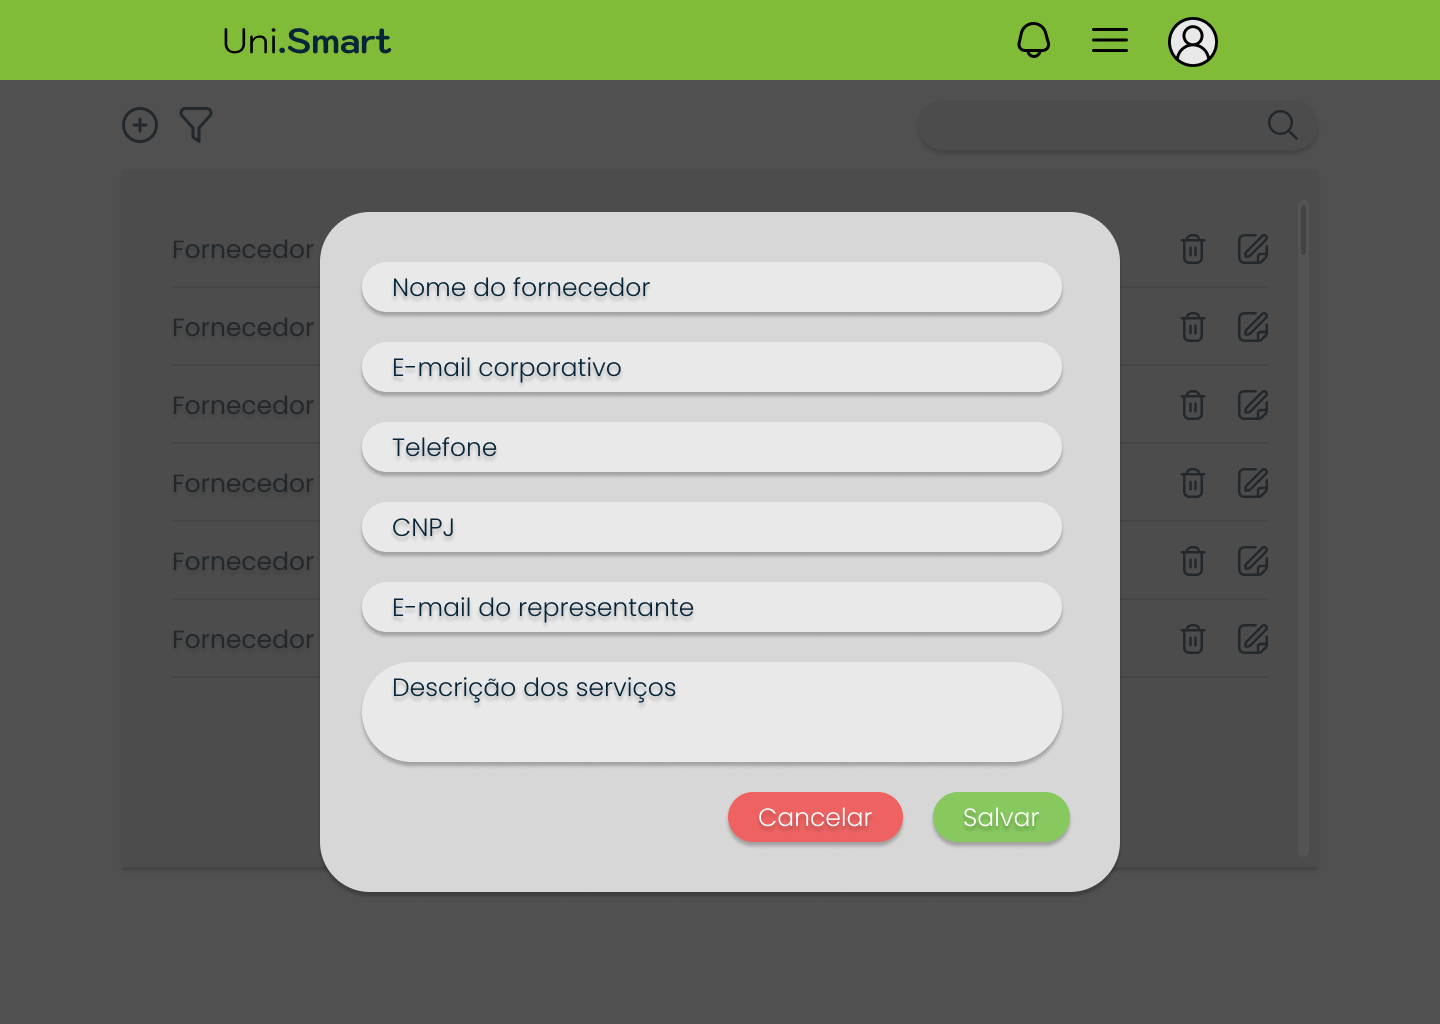 Uni.Smart
Fornecedor
Fornecedor
Fornecedor
Fornecedor
Fornecedor
Fornecedor
Nome do fornecedor
E-mail corporativo
Telefone
CNPJ
E-mail do representante
Descrição dos serviços
Cancelar
Salvar